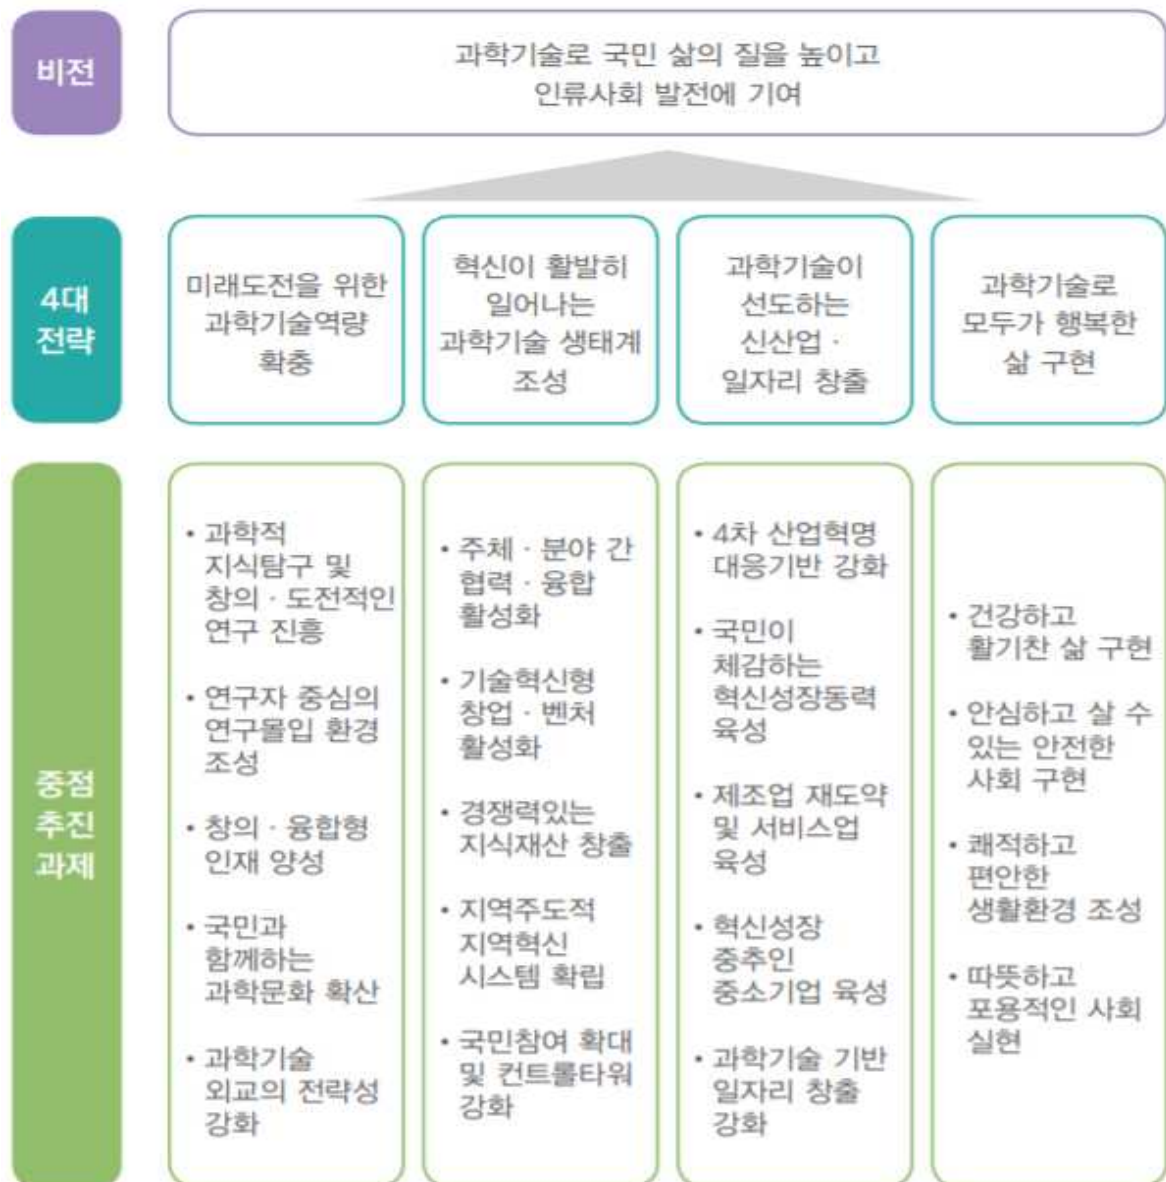 비전
과학기술로 국민 삶의 질을 높이고
인류사회 발전에 기여
4대
전략
미래도전을 위한
과학기술역량
확충
혁신이 활발히
일어나는
과학기술 생태계
조성
과학기술이
선도하는
신산업 ·
일자리 창출
과학기술로
모두가 행복한
삶 구현
중점
추진
과제
• 과학적
지식탐구 및
창의 · 도전적인
연구 진흥
• 연구자 중심의
연구몰입 환경
조성
• 창의 · 융합형
인재 양성
• 국민과
함께하는
과학문화 확산
• 과학기술
외교의 전략성
강화
• 주체 · 분야 간
협력 · 융합
활성화
• 기술혁신형
창업 · 벤처
활성화
• 경쟁력있는
지식재산 창출
• 지역주도적
지역혁신
시스템 확립
• 국민참여 확대
및 컨트롤타워
강화
• 4차 산업혁명
대응기반 강화
• 국민이
체감하는
혁신성장동력
육성
• 제조업 재도약
및 서비스업
육성
• 혁신성장
중추인
중소기업 육성
• 과학기술 기반
일자리 창출
강화
• 건강하고
활기찬 삶 구현
• 안심하고 살 수
있는 안전한
사회 구현
• 쾌적하고
편안한
생활환경 조성
• 따뜻하고
포용적인 사회
실현